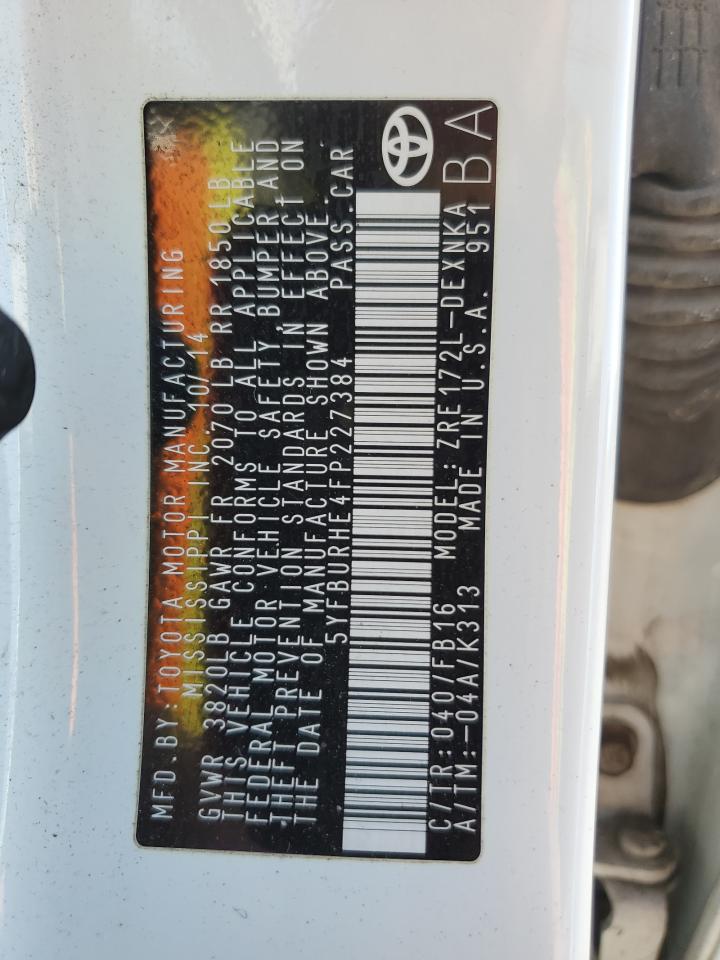 MFD.BY:TOYOTA MOTOR MANUFACTURING
MISSISSIPPI INC 10/14
GVWR 3820LB GAWR FR 2070LB RR 1850LB
THIS VEHICLE CONFORMS TO ALL APPLICABLE
FEDERAL MOTOR VEHICLE SAFETY, BUMPER AND
THEFT PREVENTION STANDARDS IN EFFECT ON
THE DATE OF MANUFACTURE SHOWN ABOVE.
5YFBURHE4FP227384 PASS.CAR
C/TR:040/FB16 MODEL:ZRE172L-DEXNKA
A/TM:-04A/K313 MADE IN U.S.A. 951
BA